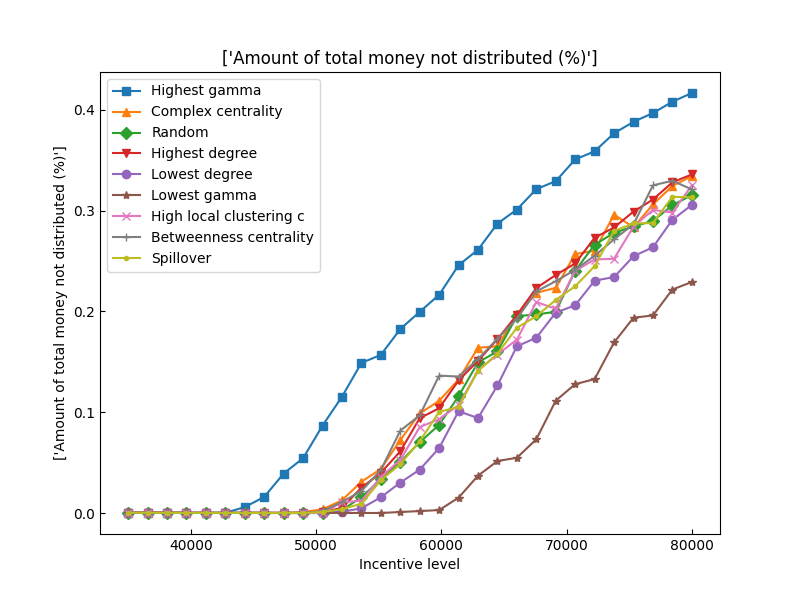 ['Amount of total money not distributed (%)']
Highest gamma
Complex centrality
Random
Highest degree
Lowest degree
Lowest gamma
High local clustering c
Betweenness centrality
Spillover
['Amount of total money not distributed (%)']
0.4
0.3
0.2
0.1
0.0
40000 50000 60000 70000 80000
Incentive level